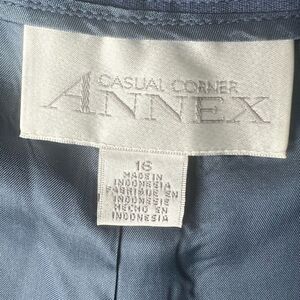 CASUAL CORNER
ANNEX
16
MADE IN
INDONESIA
FABRIQUE EN
INDONESIE
HECHO EN
INDONESIA